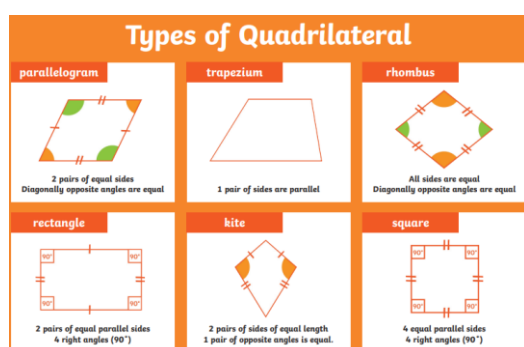 Types of Quadrilateral
parallelogram
2 pairs of equal sides
Diagonally opposite angles are equal
trapezium
1 pair of sides are parallel
rhombus
All sides are equal
Diagonally opposite angles are equal
rectangle
90°
90°
90°
90°
2 pairs of equal parallel sides
4 right angles (90°)
kite
2 pairs of sides of equal length
1 pair of opposite angles is equal.
square
90°
90°
90°
90°
4 equal parallel sides
4 right angles (90°)